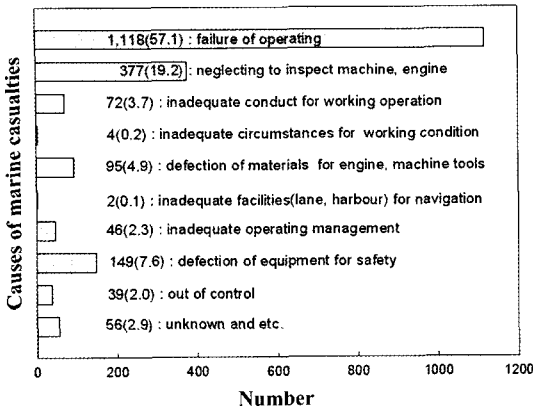 Causes of marine casualties
1,118(57.1) : failure of operating
377(19.2) : neglecting to inspect machine, engine
72(3.7) : inadequate conduct for working operation
4(0.2) : inadequate circumstances for working condition
95(4.9) : defection of materials for engine, machine tools
2(0.1) : inadequate facilities(lane, harbour) for navigation
46(2.3) : inadequate operating management
149(7.6) : defection of equipment for safety
39(2.0) : out of control
56(2.9) : unknown and etc.
0 200 400 600 800 1000 1200
Number